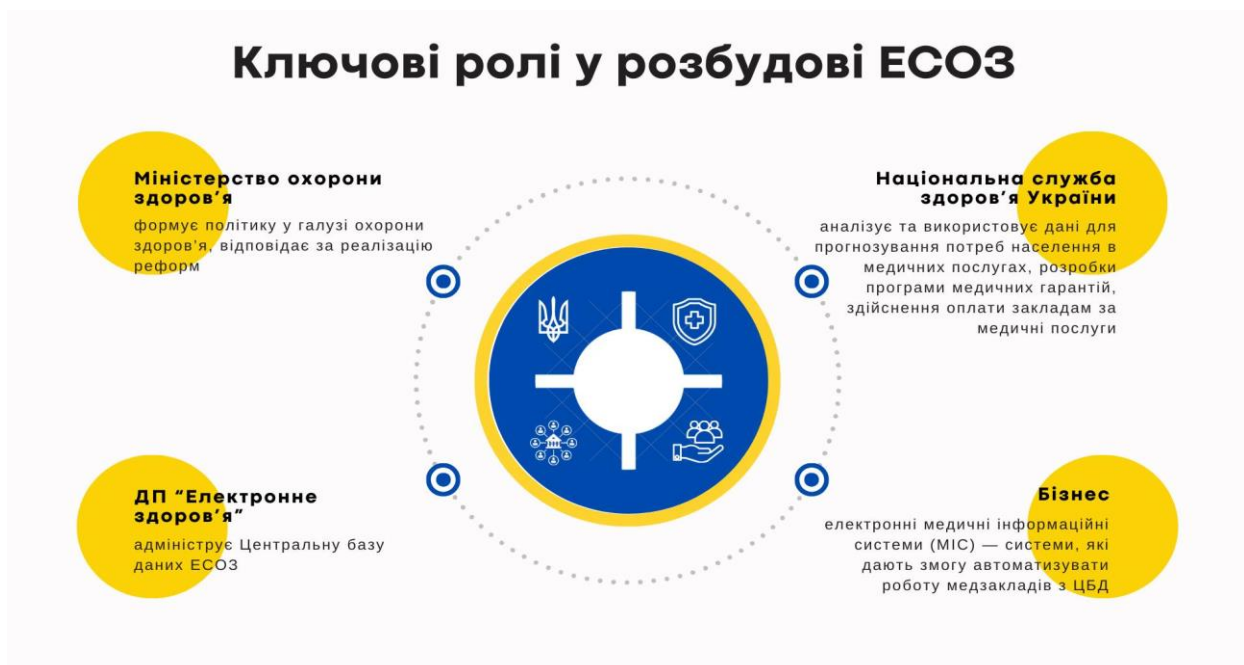 Ключові ролі у розбудові ЕСОЗ
Міністерство охорони
здоров’я
формує політику у галузі охорони
здоров’я, відповідає за реалізацію
реформ
Національна служба
здоров’я України
аналізує та використовує дані для
прогнозування потреб населення в
медичних послугах, розробки
програми медичних гарантій,
здійснення оплати закладам за
медичні послуги
ДП “Електронне
здоров’я”
адмініструє Центральну базу
даних ЕСОЗ
Бізнес
електронні медичні інформаційні
системи (МІС) — системи, які
дають змогу автоматизувати
роботу медзакладів з ЦБД